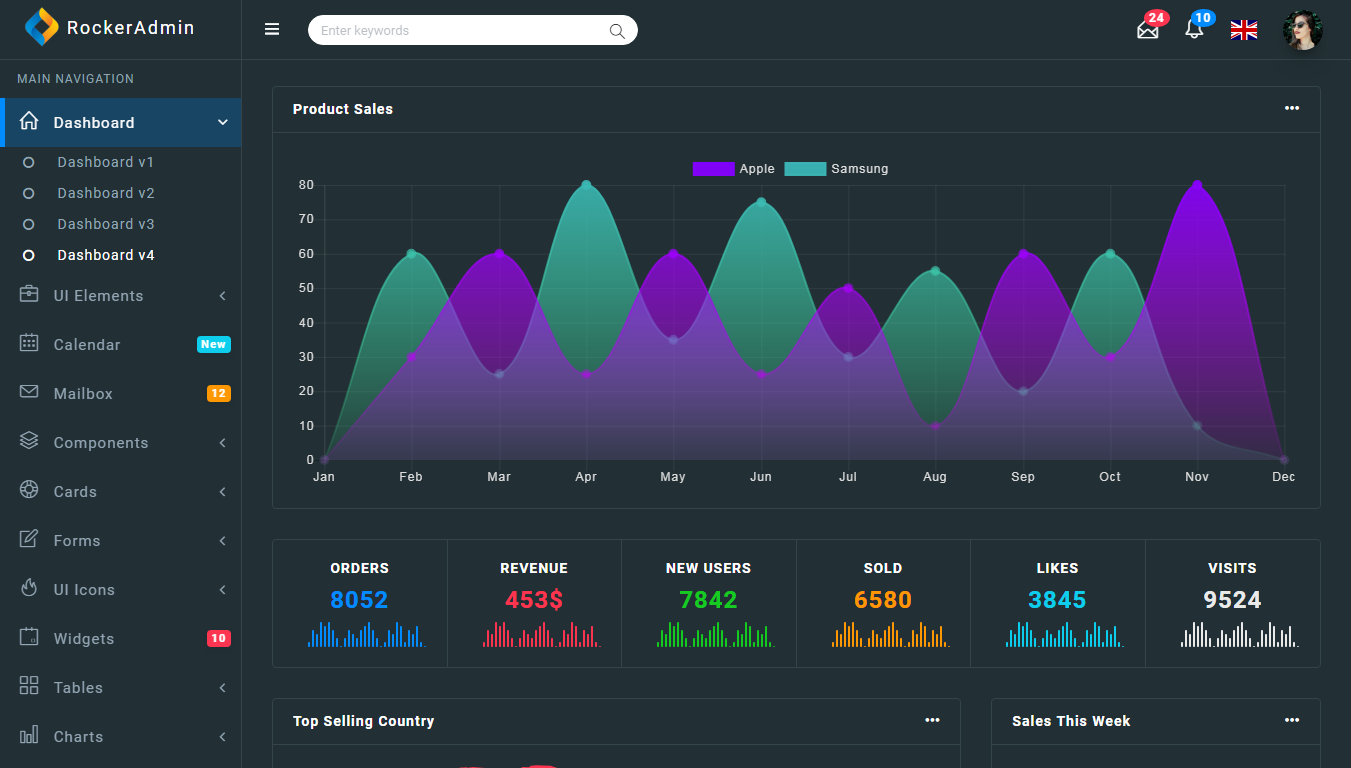 RockerAdmin
Enter keywords
24
10
MAIN NAVIGATION
Dashboard
Dashboard v1
Dashboard v2
Dashboard v3
Dashboard v4
UI Elements
Calendar New
Mailbox 12
Components
Cards
Forms
UI Icons
Widgets 10
Tables
Charts
Product Sales
Apple Samsung
80
70
60
50
40
30
20
10
0
Jan Feb Mar Apr May Jun Jul Aug Sep Oct Nov Dec
ORDERS
8052
REVENUE
453$
NEW USERS
7842
SOLD
6580
LIKES
3845
VISITS
9524
Top Selling Country
Sales This Week